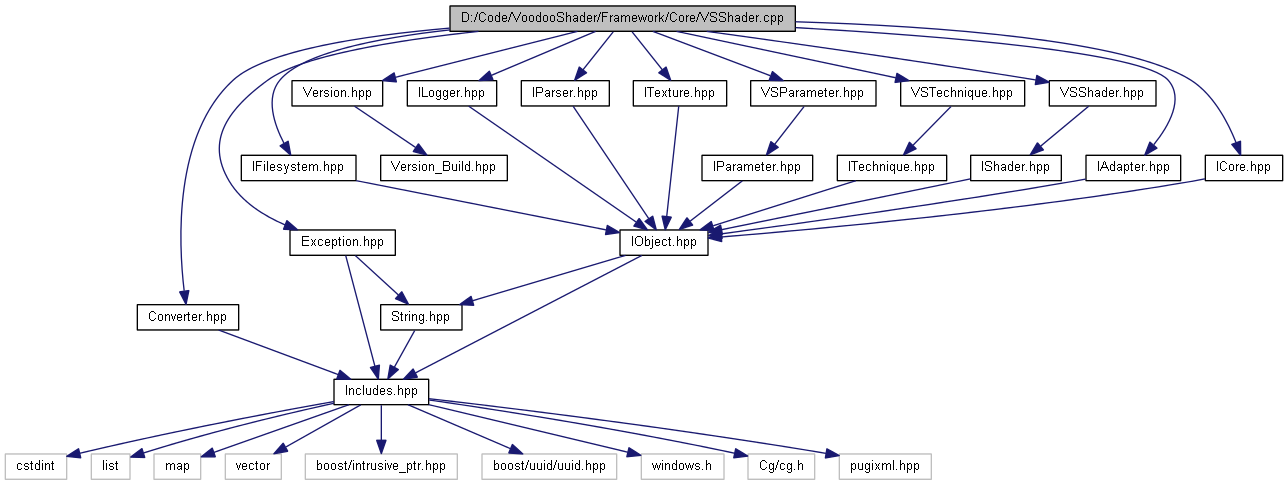 D:/Code/VoodooShader/Framework/Core/VSShader.cpp
Version.hpp
ILogger.hpp
IParser.hpp
ITexture.hpp
VSParameter.hpp
VSTechnique.hpp
VSShader.hpp
IFilesystem.hpp
Version_Build.hpp
IParameter.hpp
ITechnique.hpp
IShader.hpp
IAdapter.hpp
ICore.hpp
Exception.hpp
IObject.hpp
Converter.hpp
String.hpp
Includes.hpp
cstdint
list
map
vector
boost/intrusive_ptr.hpp
boost/uuid/uuid.hpp
windows.h
Cg/cg.h
pugixml.hpp